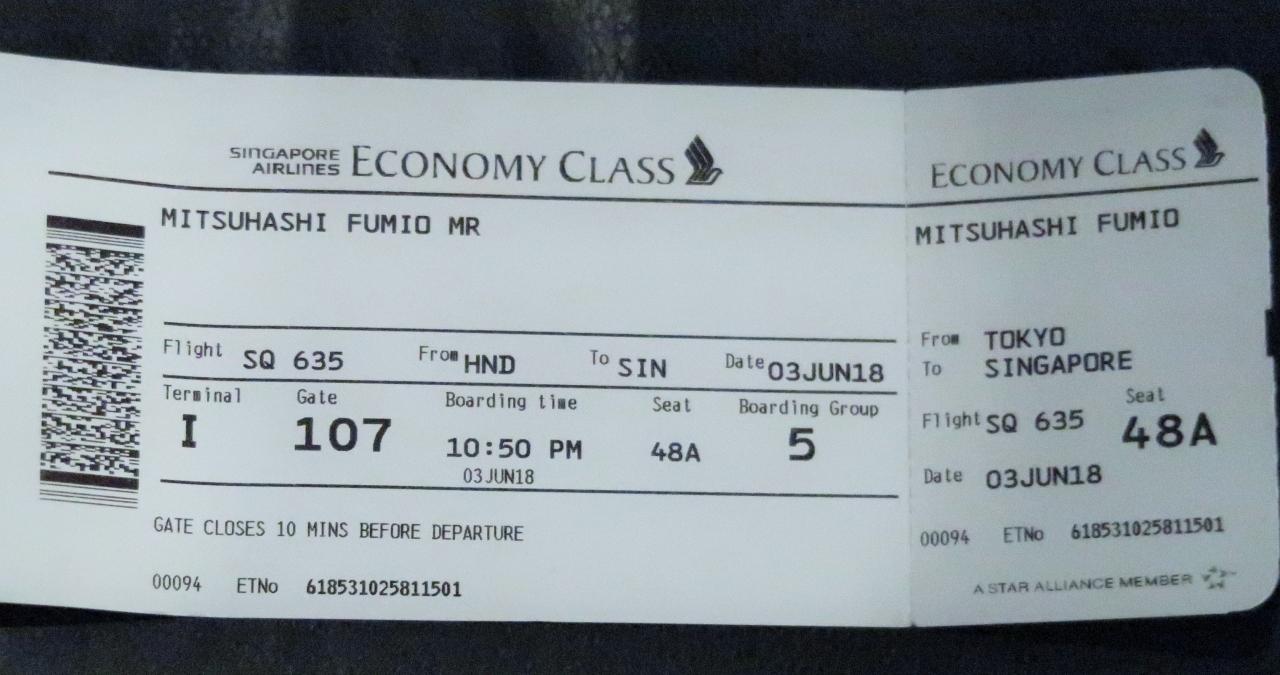 SINGAPORE AIRLINES ECONOMY CLASS
MITSUHASHI FUMIO MR
Flight SQ 635 From HND To SIN Date 03JUN18
Terminal Gate Boarding time Seat Boarding Group
I 107 10:50 PM 48A 5
03JUN18
GATE CLOSES 10 MINS BEFORE DEPARTURE
00094 ETNo 618531025811501
ECONOMY CLASS
MITSUHASHI FUMIO
From TOKYO
To SINGAPORE
Seat
Flight SQ 635 48A
Date 03JUN18
00094 ETNo 618531025811501
A STAR ALLIANCE MEMBER